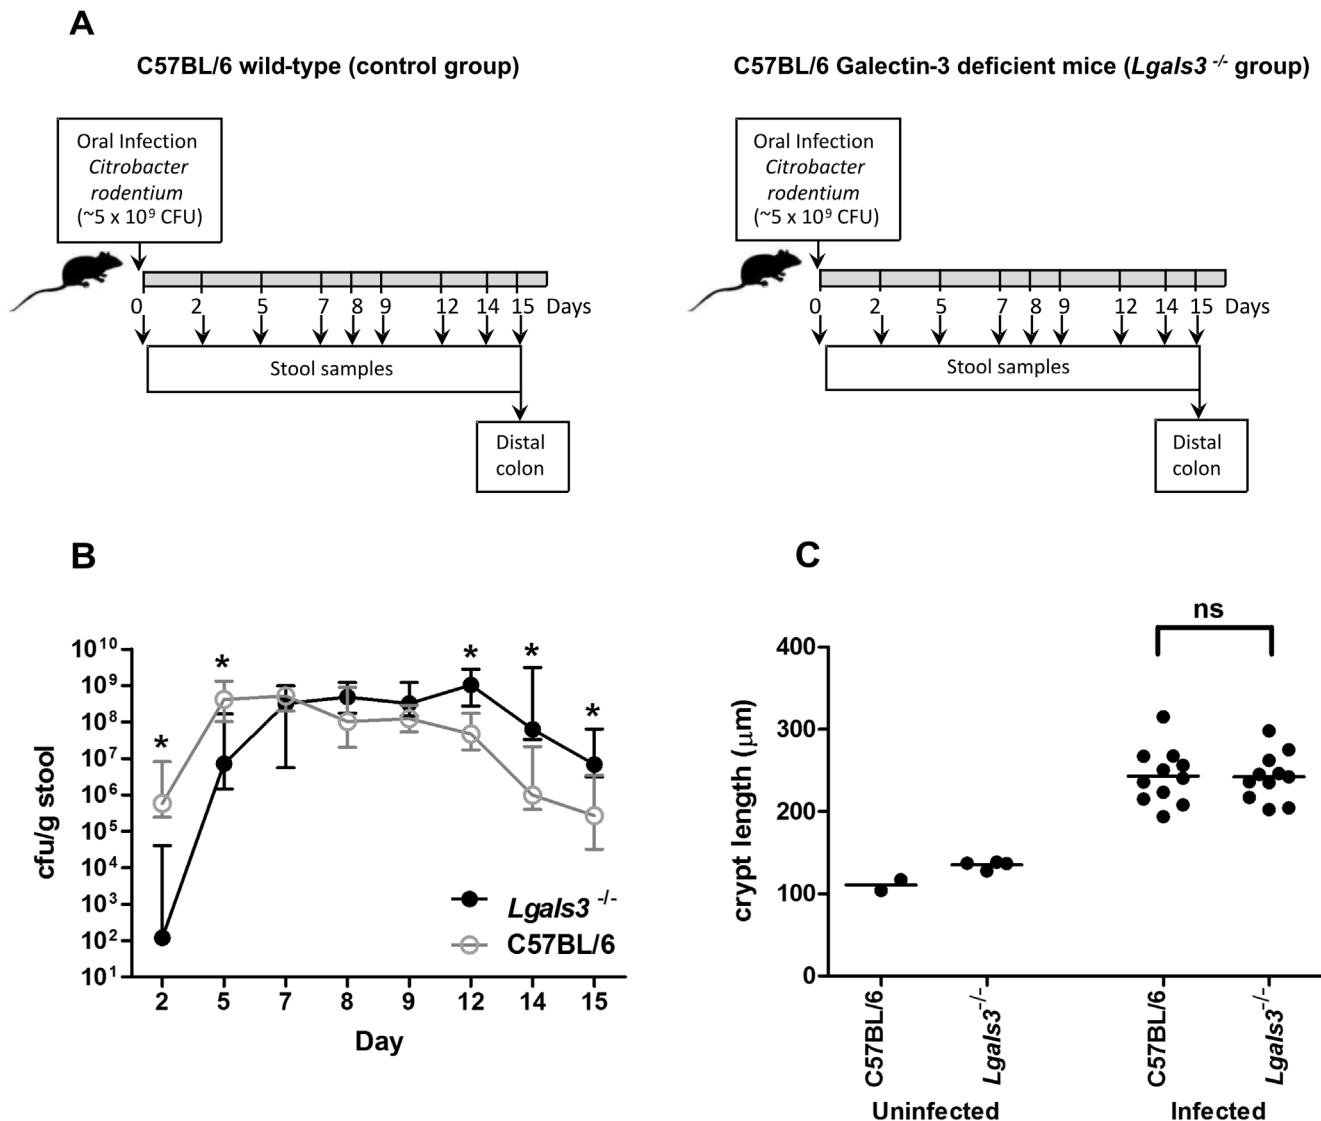 A
C57BL/6 wild-type (control group)
Oral Infection
Citrobacter
rodentium
(~5 x 10⁹ CFU)
0 2 5 7 8 9 12 14 15 Days
Stool samples
Distal
colon
C57BL/6 Galectin-3 deficient mice (Lgals3 -/- group)
Oral Infection
Citrobacter
rodentium
(~5 x 10⁹ CFU)
0 2 5 7 8 9 12 14 15 Days
Stool samples
Distal
colon
B
cfu/g stool
10¹⁰
10⁹
10⁸
10⁷
10⁶
10⁵
10⁴
10³
10²
10¹
* * * * *
Lgals3 -/-
C57BL/6
2 5 7 8 9 12 14 15
Day
C
ns
crypt length (μm)
400
300
200
100
0
C57BL/6
Lgals3-/-
C57BL/6
Lgals3-/-
Uninfected Infected